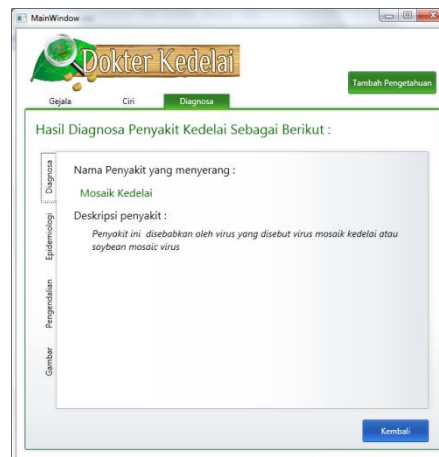 MainWindow
Dokter Kedelai
Tambah Pengetahuan
Gejala Ciri Diagnosa
Hasil Diagnosa Penyakit Kedelai Sebagai Berikut :
Diagnosa
Epidemiologi
Pengendalian
Gambar
Nama Penyakit yang menyerang :
Mosaik Kedelai
Deskripsi penyakit :
Penyakit ini disebabkan oleh virus yang disebut virus mosaik kedelai atau
soybean mosaic virus
Kembali